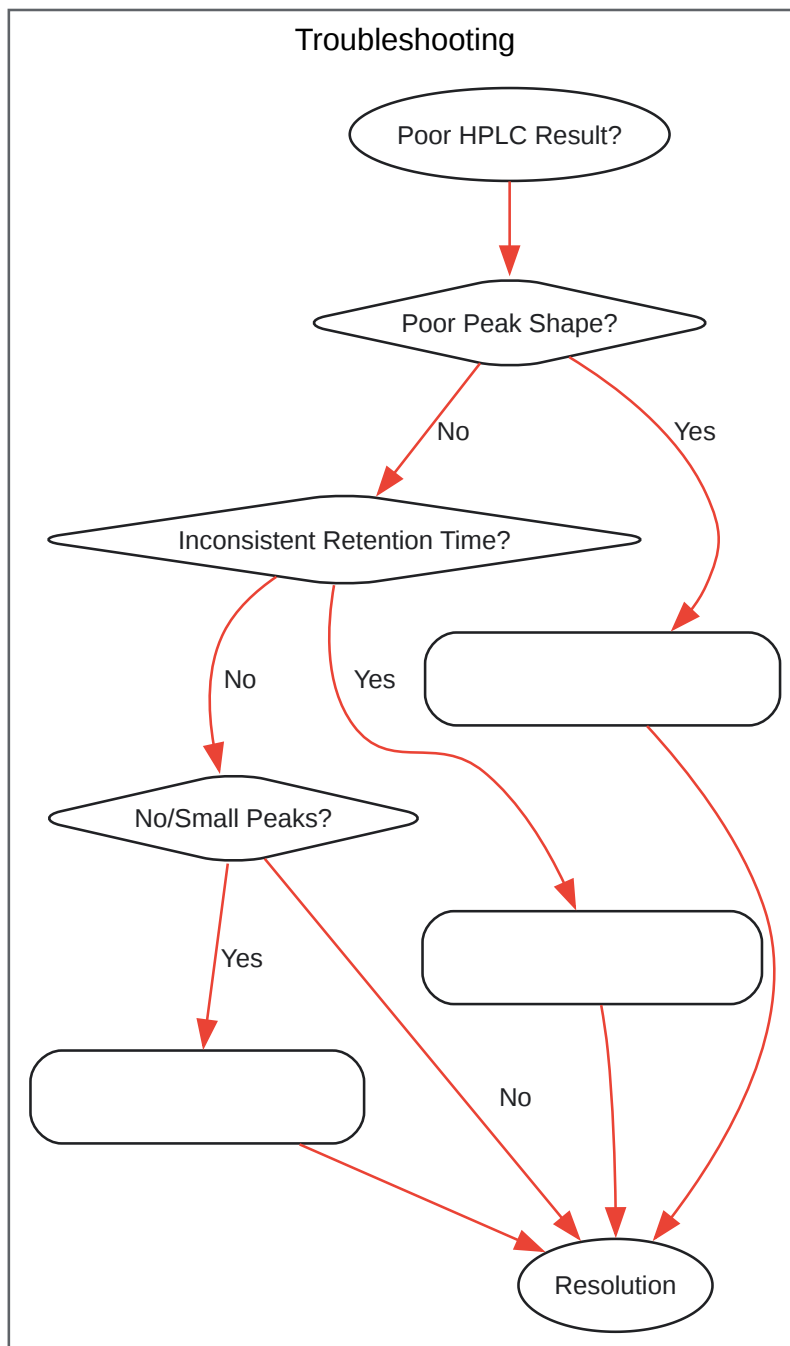 Troubleshooting
Poor HPLC Result?
Poor Peak Shape?
No
Yes
Inconsistent Retention Time?
No
Yes
No/Small Peaks?
Yes
No
Resolution